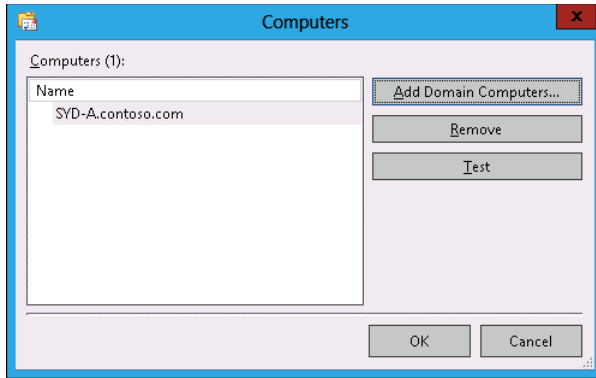 Computers
x
Computers (1):
Name
SYD-A.contoso.com
Add Domain Computers...
Remove
Test
OK
Cancel